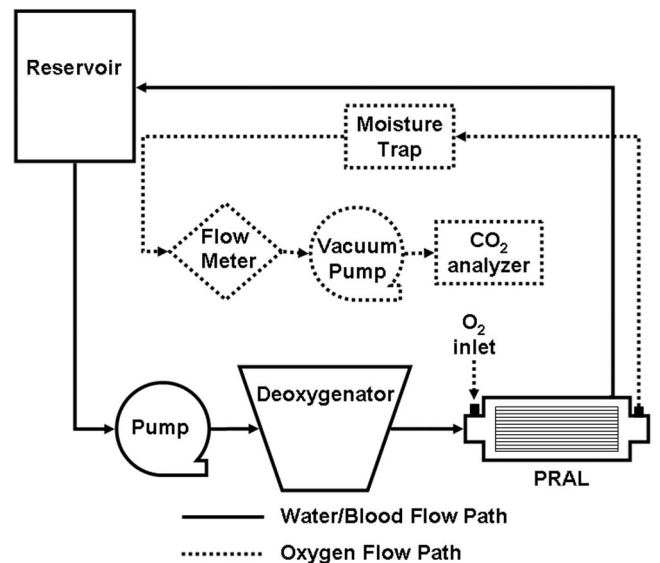 Reservoir
Moisture
Trap
Flow
Meter
Vacuum
Pump
CO2
analyzer
O2
inlet
Deoxygenator
Pump
PRAL
Water/Blood Flow Path
Oxygen Flow Path